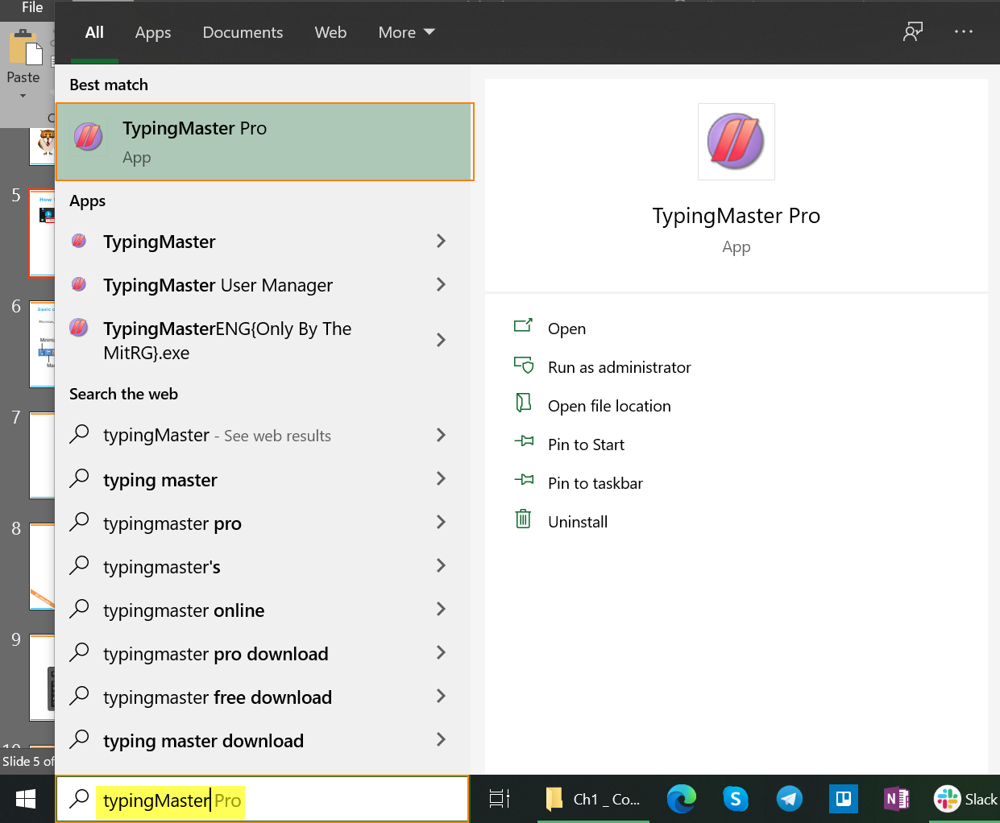 File
All Apps Documents Web More
Paste
Best match
TypingMaster Pro
App
TypingMaster Pro
App
Apps
TypingMaster
TypingMaster User Manager
TypingMasterENG{Only By The
MitRG}.exe
Search the web
typingMaster - See web results
typing master
typingmaster pro
typingmaster's
typingmaster online
typingmaster pro download
typingmaster free download
typing master download
Open
Run as administrator
Open file location
Pin to Start
Pin to taskbar
Uninstall
5
How
6
Basic u
7
8
9
10
Slide 5 of
typingMaster Pro
Ch1 _ Co...
S
N
Slack